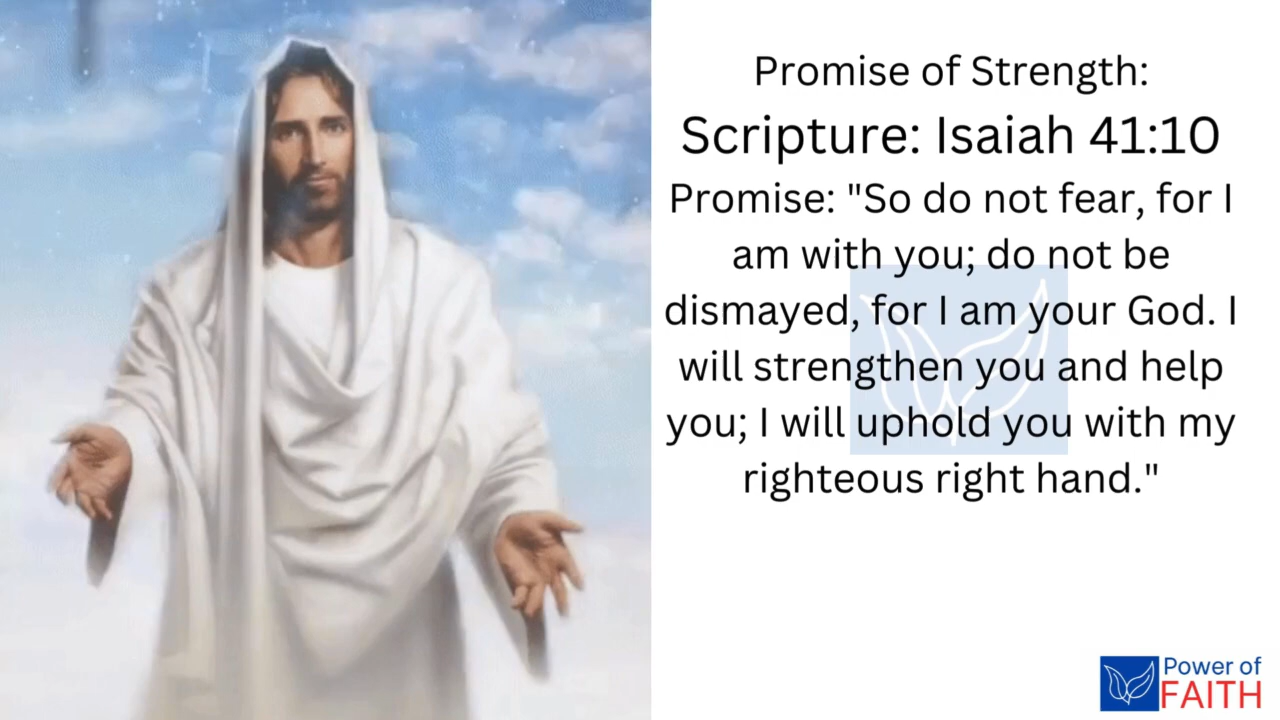 Promise of Strength:
Scripture: Isaiah 41:10
Promise: "So do not fear, for I
am with you; do not be
dismayed, for I am your God. I
will strengthen you and help
you; I will uphold you with my
righteous right hand."
Power of
FAITH